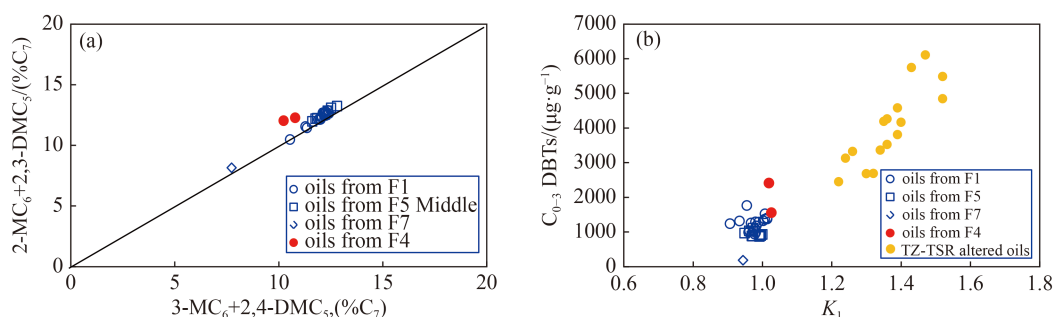 (a)
20
15
10
5
0
0
5
10
15
20
2-MC₆+2,3-DMC₅/(%C₇)
3-MC₆+2,4-DMC₅,(%C₇)
oils from F1
oils from F5 Middle
oils from F7
oils from F4
(b)
7000
6000
5000
4000
3000
2000
1000
0
0.6
0.8
1.0
1.2
1.4
1.6
1.8
C₀₋₃ DBTs/(μg·g⁻¹)
K₁
oils from F1
oils from F5
oils from F7
oils from F4
TZ-TSR altered oils